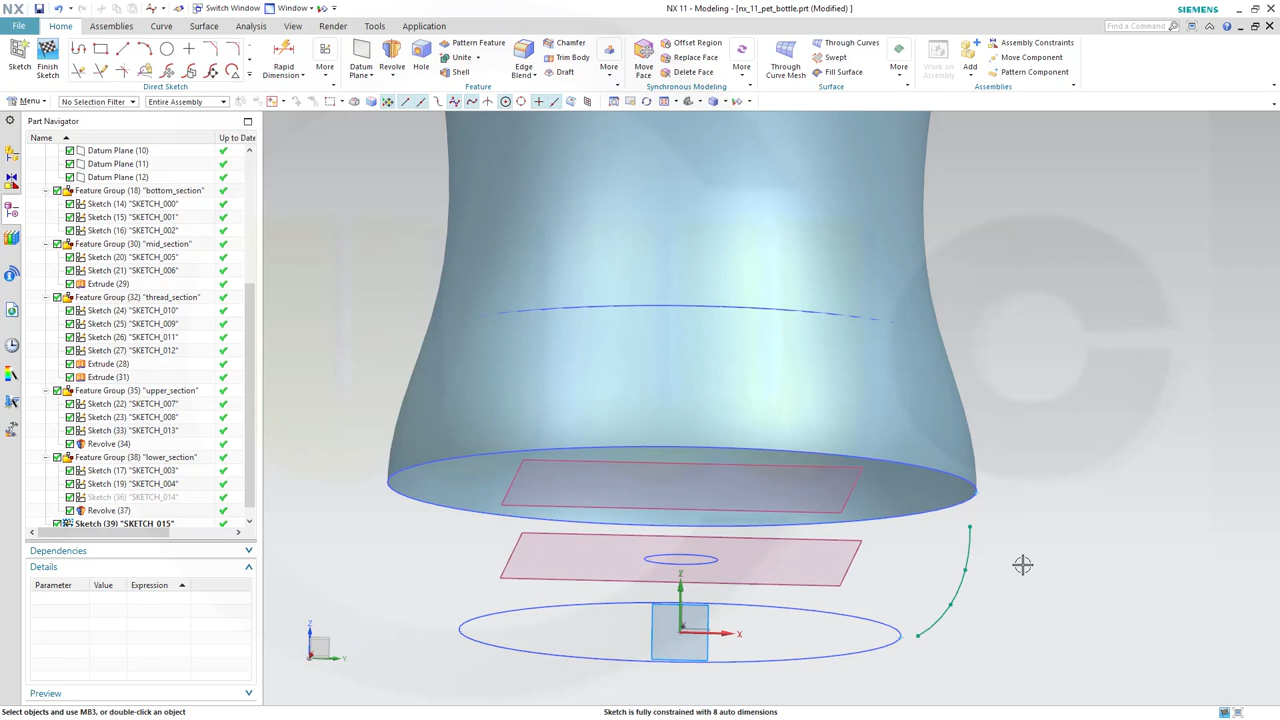 NX
Switch Window
Window
NX 11 - Modeling - [nx_11_pet_bottle.prt (Modified) ]
SIEMENS
File
Home
Assemblies
Curve
Surface
Analysis
View
Render
Tools
Application
Find a Command
Sketch
Finish Sketch
Rapid Dimension
More
Direct Sketch
Datum Plane
Revolve
Hole
Pattern Feature
Unite
Shell
Edge Blend
Chamfer
Trim Body
Draft
More
Feature
Move Face
Offset Region
Replace Face
Delete Face
More
Synchronous Modeling
Through Curve Mesh
Through Curves
Swept
Fill Surface
More
Surface
Work on Assembly
Add
Assembly Constraints
Move Component
Pattern Component
Assemblies
Menu
No Selection Filter
Entire Assembly
Part Navigator
Name
Up to Date
Datum Plane (10)
Datum Plane (11)
Datum Plane (12)
Feature Group (18) "bottom_section"
Sketch (14) "SKETCH_000"
Sketch (15) "SKETCH_001"
Sketch (16) "SKETCH_002"
Feature Group (30) "mid_section"
Sketch (20) "SKETCH_005"
Sketch (21) "SKETCH_006"
Extrude (29)
Feature Group (32) "thread_section"
Sketch (24) "SKETCH_010"
Sketch (25) "SKETCH_009"
Sketch (26) "SKETCH_011"
Sketch (27) "SKETCH_012"
Extrude (28)
Extrude (31)
Feature Group (35) "upper_section"
Sketch (22) "SKETCH_007"
Sketch (23) "SKETCH_008"
Sketch (33) "SKETCH_013"
Revolve (34)
Feature Group (38) "lower_section"
Sketch (17) "SKETCH_003"
Sketch (19) "SKETCH_004"
Sketch (36) "SKETCH_014"
Revolve (37)
Sketch (39) "SKETCH_015"
Dependencies
Details
Parameter
Value
Expression
Preview
Z
X
Z
Y
Select objects and use MB3, or double-click an object
Sketch is fully constrained with 8 auto dimensions